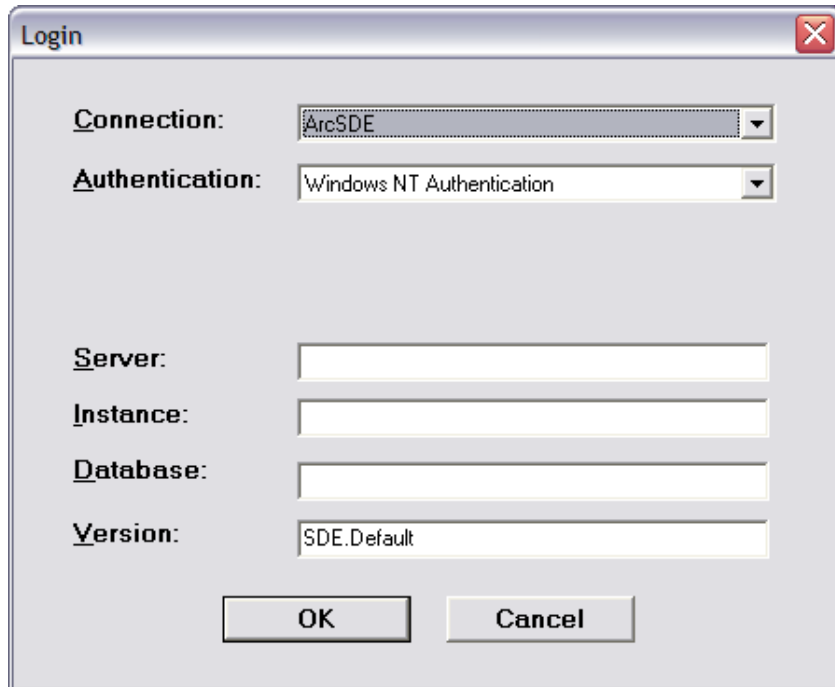 Login
Connection: ArcSDE
Authentication: Windows NT Authentication
Server:
Instance:
Database:
Version: SDE.Default
OK Cancel